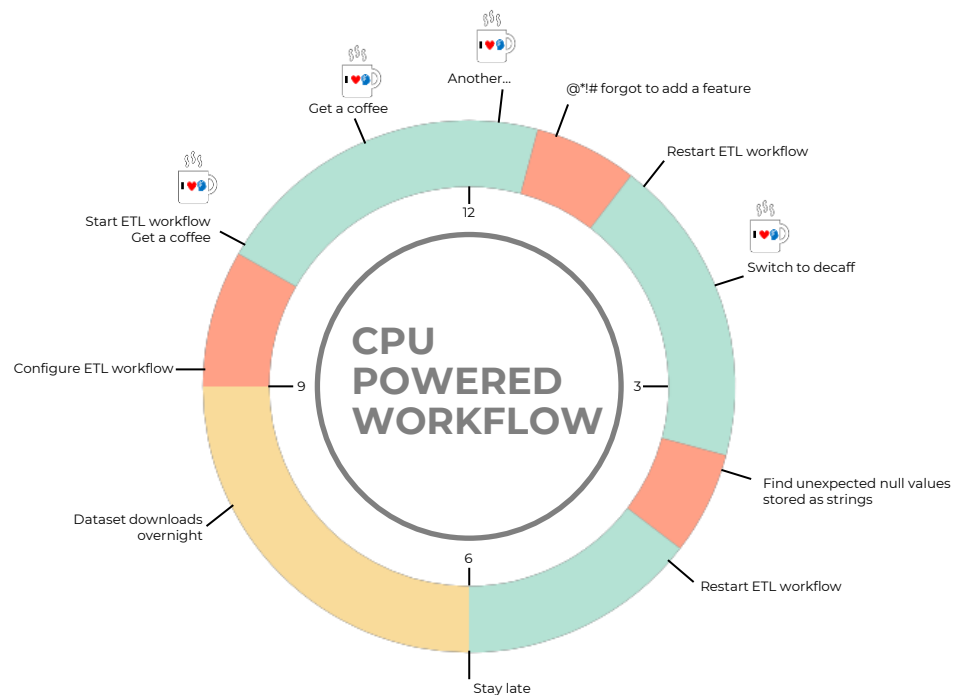 I
Another...
I
Get a coffee
@*!# forgot to add a feature
Restart ETL workflow
I
Start ETL workflow
Get a coffee
I
Switch to decaff
12
CPU
POWERED
WORKFLOW
Configure ETL workflow
9
3
Find unexpected null values
stored as strings
Dataset downloads
overnight
6
Restart ETL workflow
Stay late